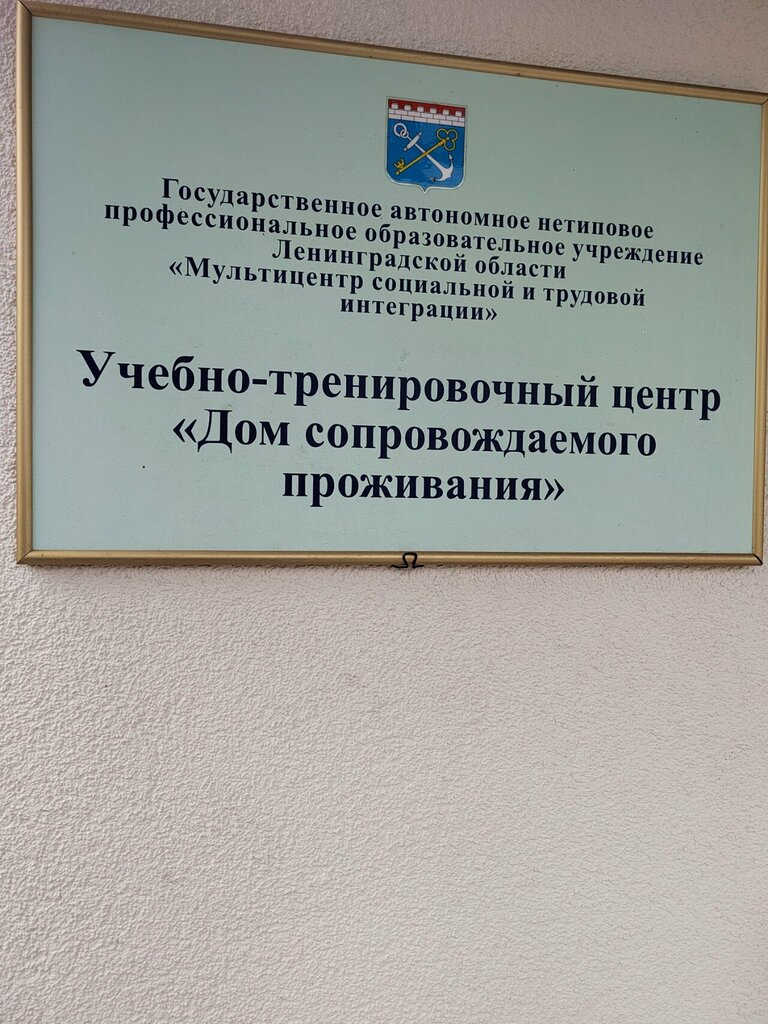 Государственное автономное нетиповое
профессиональное образовательное учреждение
Ленинградской области
«Мультицентр социальной и трудовой
интеграции»
Учебно-тренировочный центр
«Дом сопровождаемого
проживания»